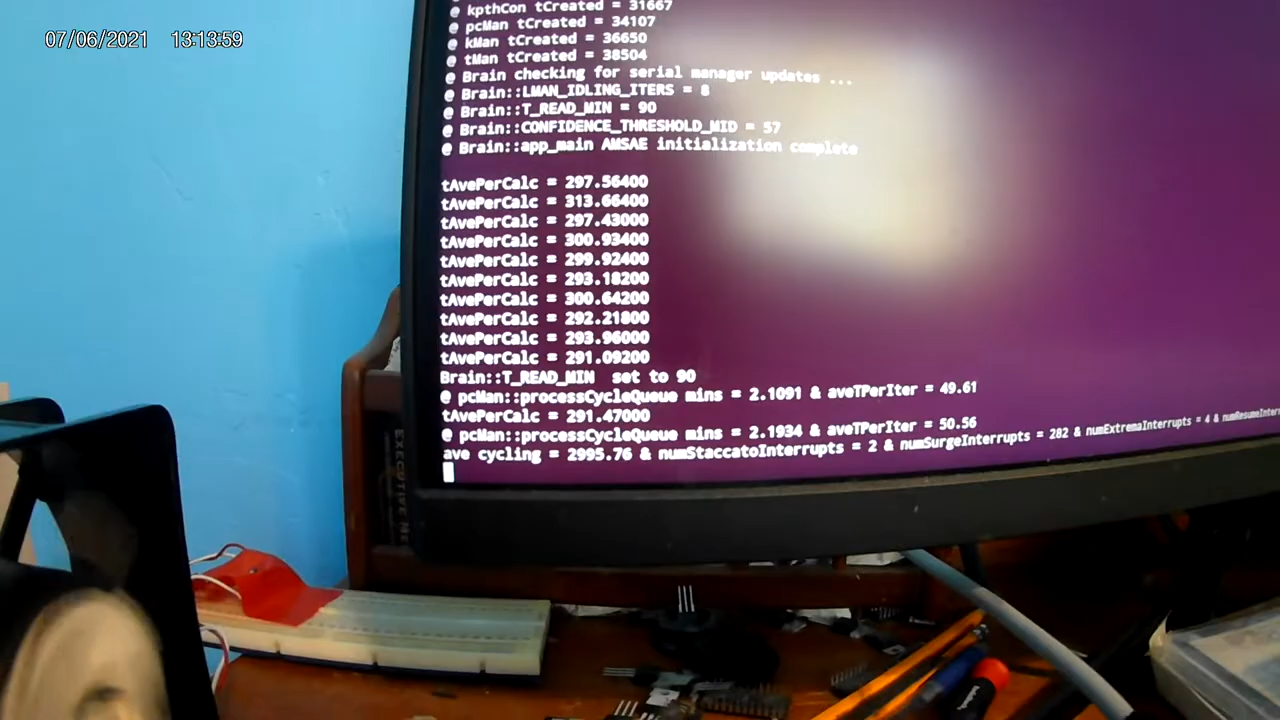 07/06/2021 13:13:59
@ kpthCon tCreated = 31667
@ pcMan tCreated = 34107
@ kMan tCreated = 36650
@ tMan tCreated = 38504
@ Brain checking for serial manager updates ...
@ Brain::LMAN_IDLING_ITERS = 8
@ Brain::T_READ_MIN = 90
@ Brain::CONFIDENCE_THRESHOLD_MID = 57
@ Brain::app_main AMSAE initialization complete
tAvePerCalc = 297.56400
tAvePerCalc = 313.66400
tAvePerCalc = 297.43000
tAvePerCalc = 300.93400
tAvePerCalc = 299.92400
tAvePerCalc = 293.18200
tAvePerCalc = 300.64200
tAvePerCalc = 292.21800
tAvePerCalc = 293.96000
tAvePerCalc = 291.09200
Brain::T_READ_MIN set to 90
@ pcMan::processCycleQueue mins = 2.1091 & aveTPerIter = 49.61
tAvePerCalc = 291.47000
@ pcMan::processCycleQueue mins = 2.1934 & aveTPerIter = 50.56
ave cycling = 2995.76 & numStaccatoInterrupts = 2 & numSurgeInterrupts = 282 & numExtremaInterrupts = 4 &
EXECUTIVE